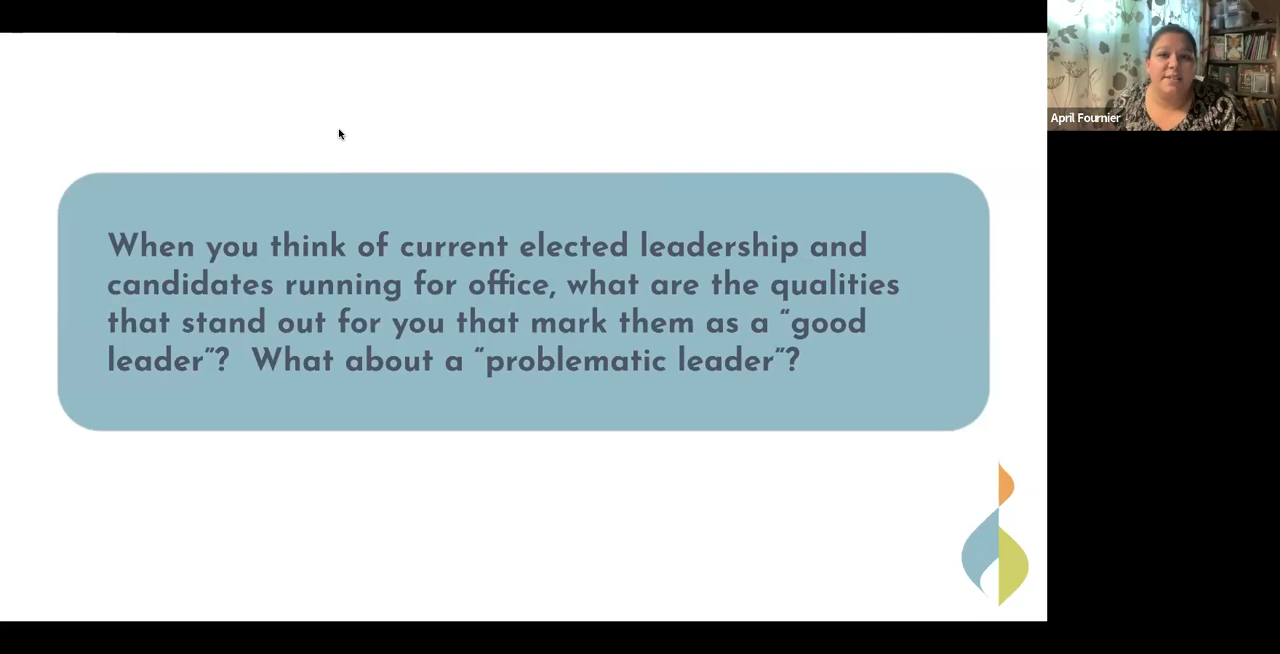 When you think of current elected leadership and
candidates running for office, what are the qualities
that stand out for you that mark them as a “good
leader”?  What about a “problematic leader”?
April Fournier